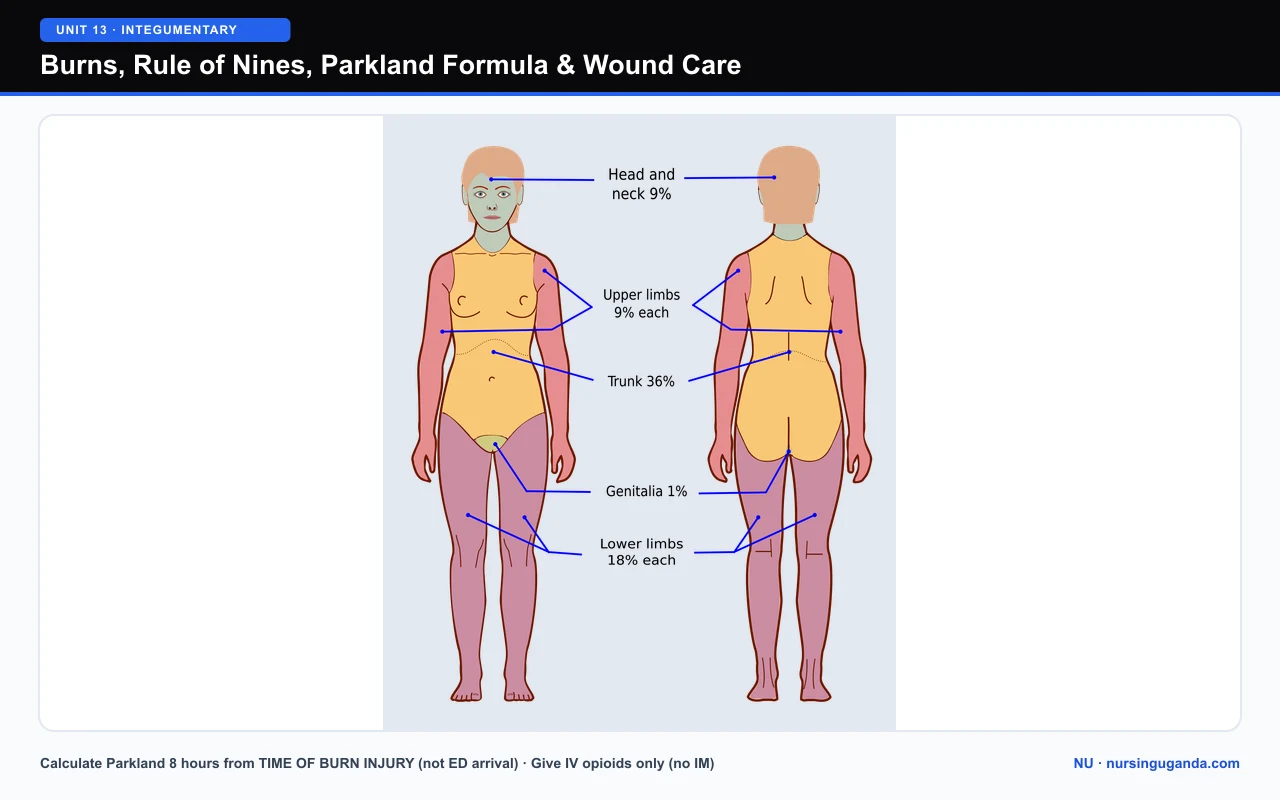 UNIT 13 · INTEGUMENTARY
Burns, Rule of Nines, Parkland Formula & Wound Care
Head and
neck 9%
Upper limbs
9% each
Trunk 36%
Genitalia 1%
Lower limbs
18% each
Calculate Parkland 8 hours from TIME OF BURN INJURY (not ED arrival) · Give IV opioids only (no IM)
NU · nursinguganda.com